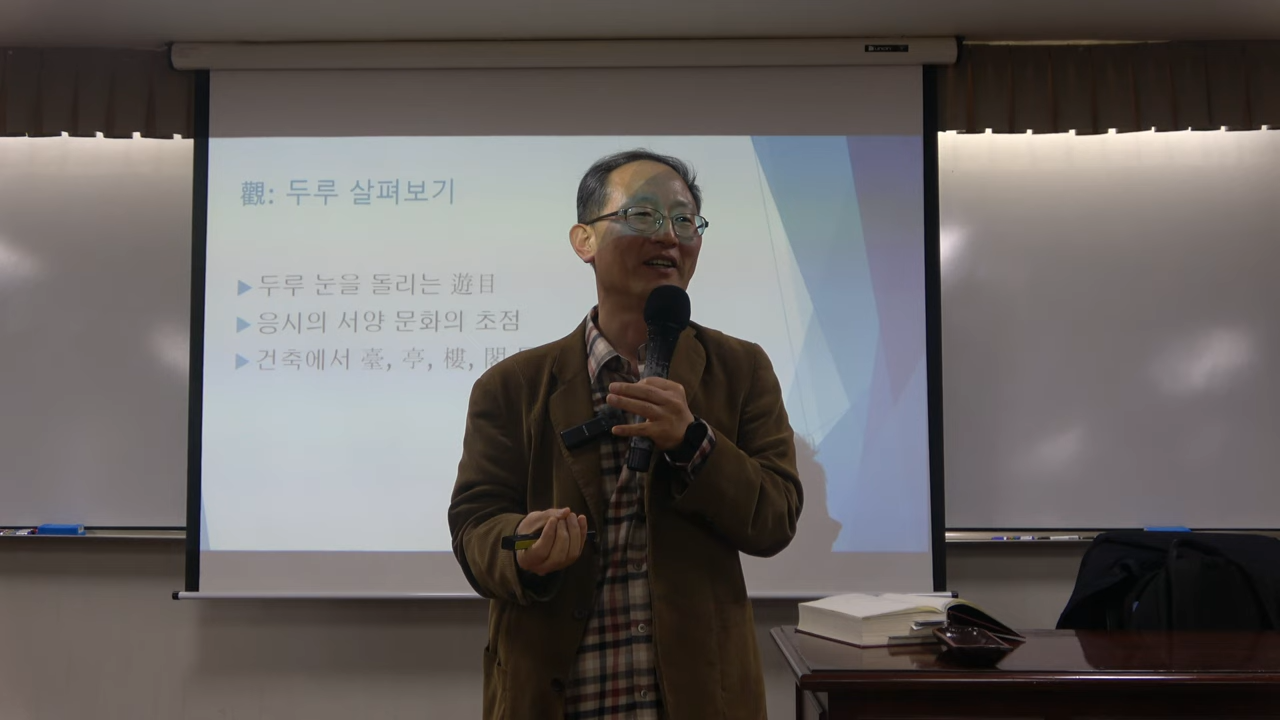 觀: 두루 살펴보기
두루 눈을 돌리는 遊目
응시의 서양 문화의 초점
건축에서 臺, 亭, 樓, 閣